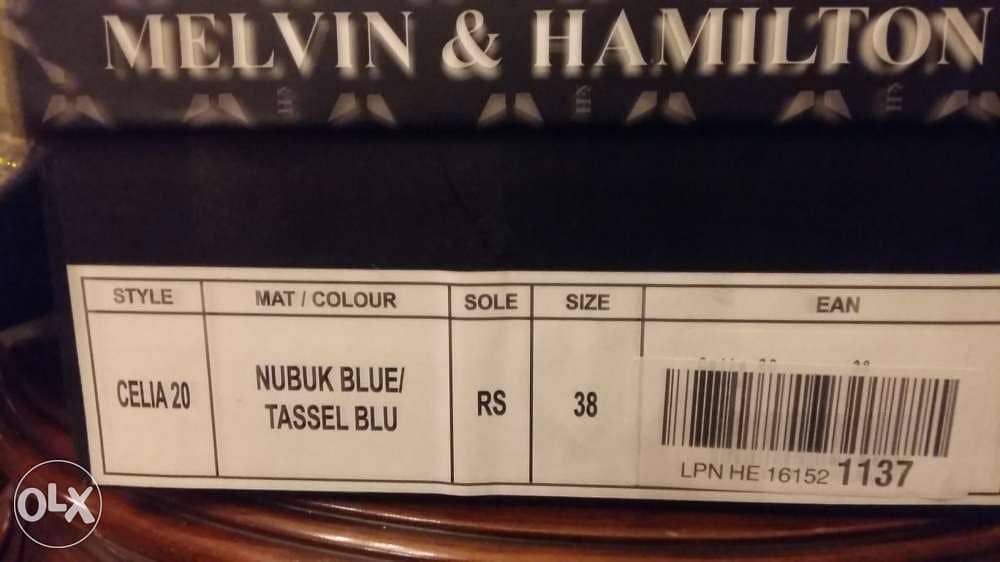 MELVIN & HAMILTON
STYLE MAT / COLOUR SOLE SIZE EAN
CELIA 20 NUBUK BLUE/ TASSEL BLU RS 38
LPN HE 16152 1137
OLX